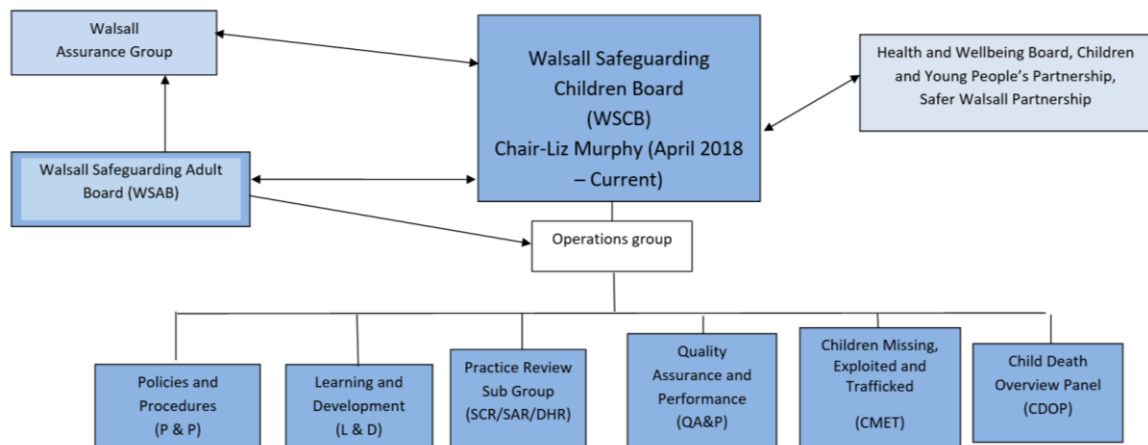 Walsall
Assurance Group
Walsall Safeguarding
Children Board
(WSCB)
Chair-Liz Murphy (April 2018
– Current)
Health and Wellbeing Board, Children
and Young People's Partnership,
Safer Walsall Partnership
Walsall Safeguarding Adult
Board (WSAB)
Operations group
Policies and
Procedures
(P & P)
Learning and
Development
(L & D)
Practice Review
Sub Group
(SCR/SAR/DHR)
Quality
Assurance and
Performance
(QA&P)
Children Missing,
Exploited and
Trafficked
(CMET)
Child Death
Overview Panel
(CDOP)